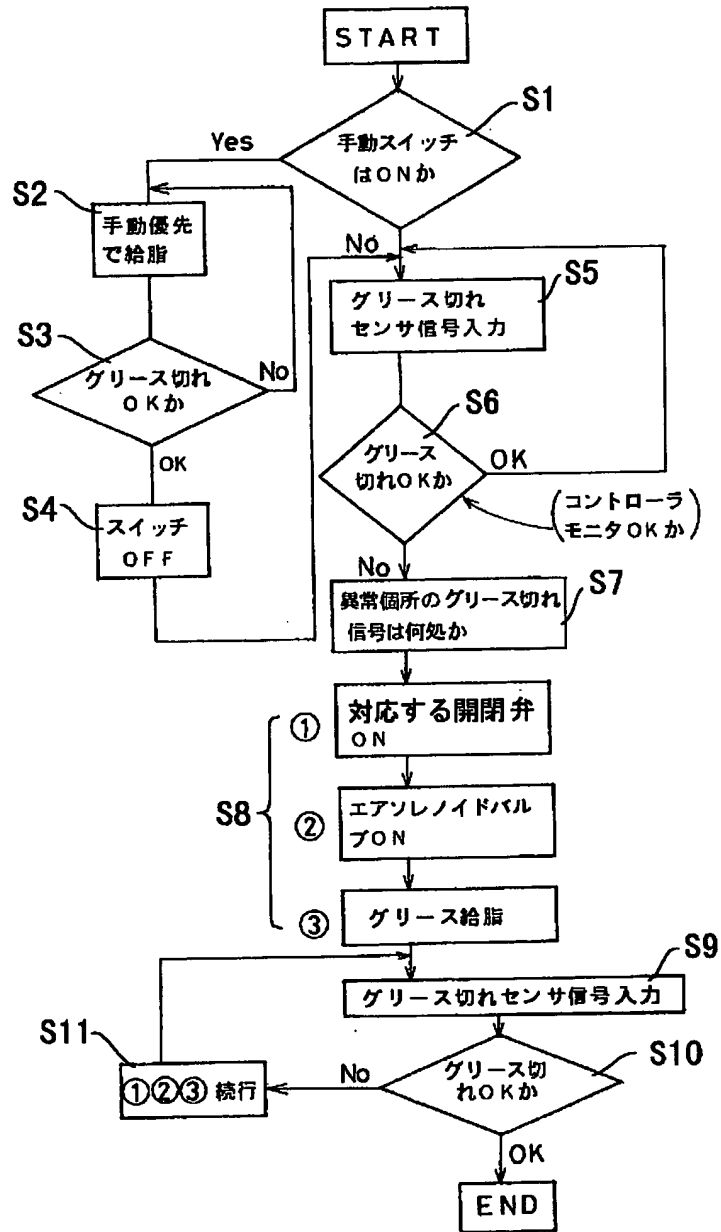 START
S1
手動スイッチ
はONか
Yes
No
S2
手動優先
で給脂
S3
グリース切れ
OKか
No
OK
S4
スイッチ
OFF
S5
グリース切れ
センサ信号入力
S6
グリース
切れOKか
OK
(コントローラ
モニタOKか)
No
S7
異常個所のグリース切れ
信号は何処か
S8
①
対応する開閉弁
ON
②
エアソレノイドバル
ブON
③
グリース給脂
S9
グリース切れセンサ信号入力
S10
グリース切
れOKか
No
S11
①②③続行
OK
END